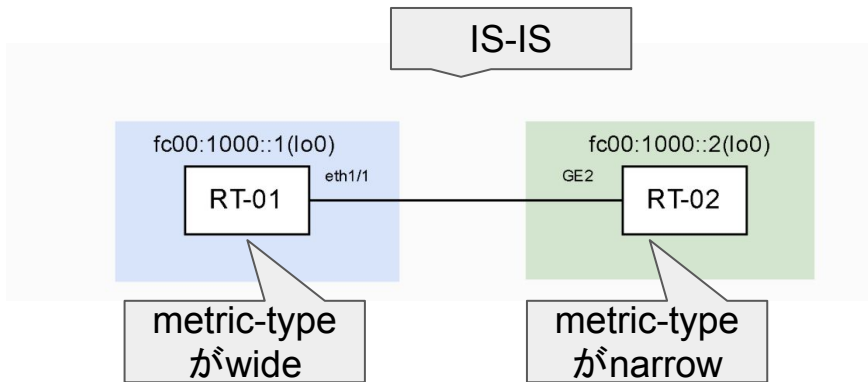 IS-IS
fc00:1000::1(lo0)
fc00:1000::2(lo0)
RT-01
eth1/1
GE2
RT-02
metric-type
がwide
metric-type
がnarrow